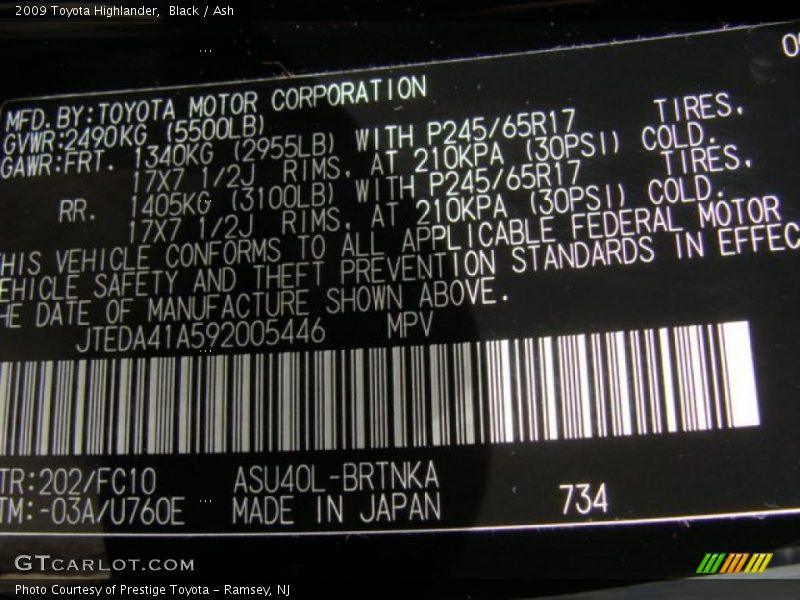 2009 Toyota Highlander, Black / Ash
MFD.BY:TOYOTA MOTOR CORPORATION
GVWR:2490KG (5500LB)
GAWR:FRT. 1340KG (2955LB) WITH P245/65R17 TIRES,
17X7 1/2J RIMS, AT 210KPA (30PSI) COLD.
RR. 1405KG (3100LB) WITH P245/65R17 TIRES,
17X7 1/2J RIMS, AT 210KPA (30PSI) COLD.
HIS VEHICLE CONFORMS TO ALL APPLICABLE FEDERAL MOTOR
EHICLE SAFETY AND THEFT PREVENTION STANDARDS IN EFFEC
HE DATE OF MANUFACTURE SHOWN ABOVE.
JTEDA41A592005446 MPV
TR:202/FC10 ASU40L-BRTNKA
TM:-03A/U760E MADE IN JAPAN 734
GTCARLOT.COM
Photo Courtesy of Prestige Toyota - Ramsey, NJ